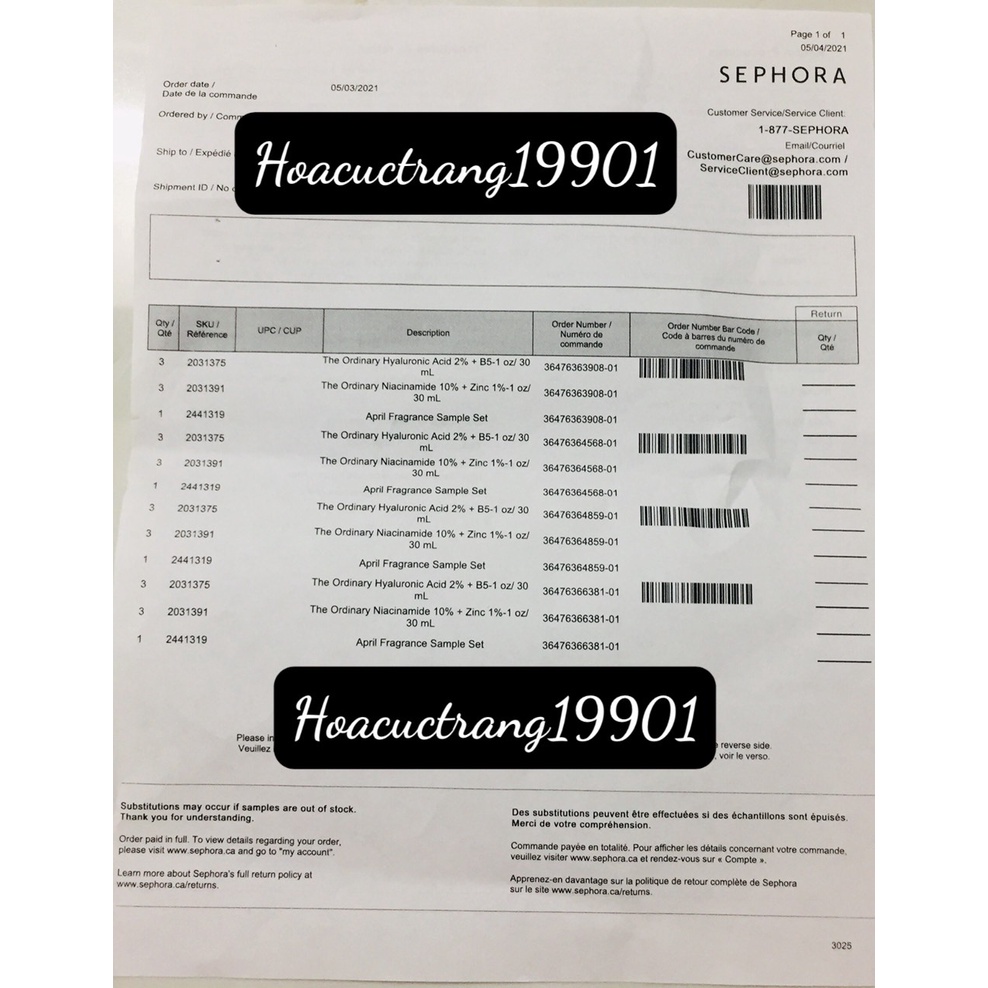 Page 1 of 1
05/04/2021
SEPHORA
Order date /
Date de la commande
05/03/2021
Ordered by /
Customer Service/Service Client:
1-877-SEPHORA
Email/Courriel
CustomerCare@sephora.com /
ServiceClient@sephora.com
Ship to / Expédié
Shipment ID / No
Hoacuctrang19901
Return
Qty / Qté
SKU / Référence
UPC / CUP
Description
Order Number / Numéro de commande
Order Number Bar Code / Code à barres du numéro de commande
Qty / Qté
3 2031375 The Ordinary Hyaluronic Acid 2% + B5-1 oz/ 30 mL 36476363908-01
3 2031391 The Ordinary Niacinamide 10% + Zinc 1%-1 oz/ 30 mL 36476363908-01
1 2441319 April Fragrance Sample Set 36476363908-01
3 2031375 The Ordinary Hyaluronic Acid 2% + B5-1 oz/ 30 mL 36476364568-01
3 2031391 The Ordinary Niacinamide 10% + Zinc 1%-1 oz/ 30 mL 36476364568-01
1 2441319 April Fragrance Sample Set 36476364568-01
3 2031375 The Ordinary Hyaluronic Acid 2% + B5-1 oz/ 30 mL 36476364859-01
3 2031391 The Ordinary Niacinamide 10% + Zinc 1%-1 oz/ 30 mL 36476364859-01
1 2441319 April Fragrance Sample Set 36476364859-01
3 2031375 The Ordinary Hyaluronic Acid 2% + B5-1 oz/ 30 mL 36476366381-01
3 2031391 The Ordinary Niacinamide 10% + Zinc 1%-1 oz/ 30 mL 36476366381-01
1 2441319 April Fragrance Sample Set 36476366381-01
Hoacuctrang19901
Please
reverse side.
Veuillez
, voir le verso.
Substitutions may occur if samples are out of stock.
Thank you for understanding.
Order paid in full. To view details regarding your order,
please visit www.sephora.ca and go to "my account".
Learn more about Sephora's full return policy at
www.sephora.ca/returns.
Des substitutions peuvent être effectuées si des échantillons sont épuisés.
Merci de votre compréhension.
Commande payée en totalité. Pour afficher les détails concernant votre commande,
veuillez visiter www.sephora.ca et rendez-vous sur « Compte ».
Apprenez-en davantage sur la politique de retour complète de Sephora
sur le site www.sephora.ca/returns.
3025